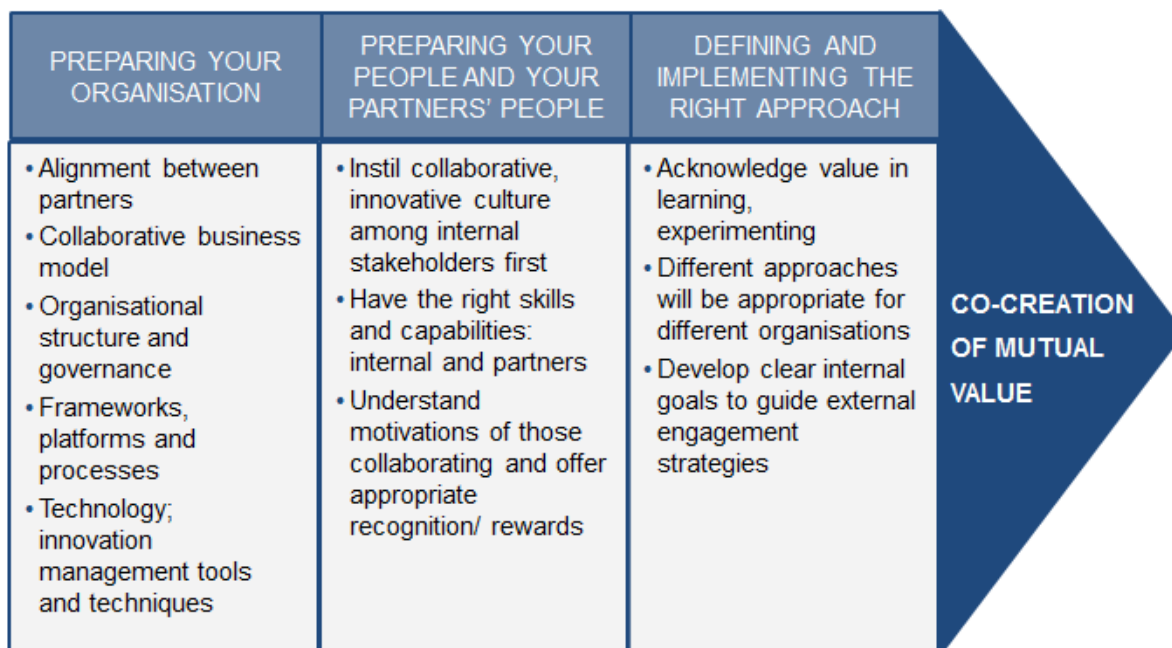 PREPARING YOUR
ORGANISATION
• Alignment between
partners
• Collaborative business
model
• Organisational
structure and
governance
• Frameworks,
platforms and
processes
• Technology;
innovation
management tools
and techniques
PREPARING YOUR
PEOPLE AND YOUR
PARTNERS' PEOPLE
• Instil collaborative,
innovative culture
among internal
stakeholders first
• Have the right skills
and capabilities:
internal and partners
• Understand
motivations of those
collaborating and offer
appropriate
recognition/ rewards
DEFINING AND
IMPLEMENTING THE
RIGHT APPROACH
• Acknowledge value in
learning,
experimenting
• Different approaches
will be appropriate for
different organisations
• Develop clear internal
goals to guide external
engagement
strategies
CO-CREATION
OF MUTUAL
VALUE